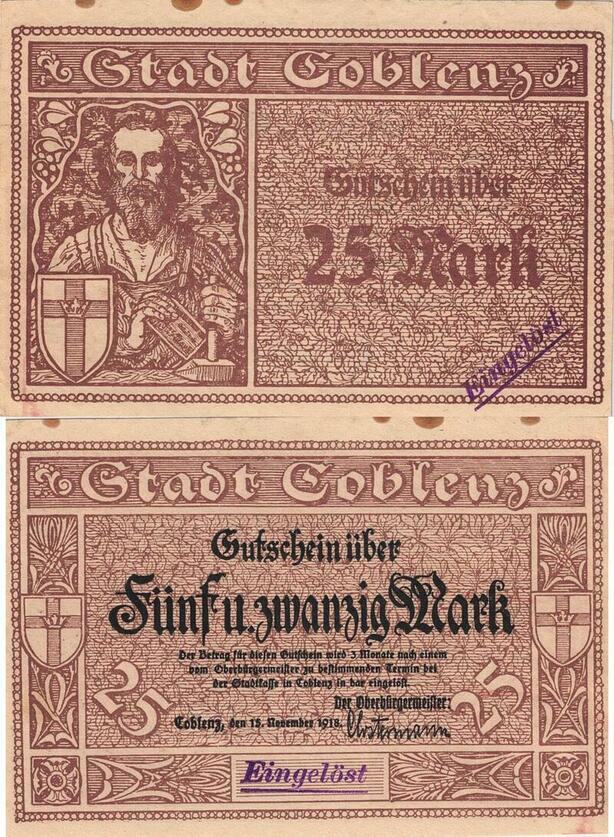 Stadt Coblenz
Gutschein über
25 Mark
Eingelöst
Stadt Coblenz
Gutschein über
Fünf u. zwanzig Mark
Der Betrag für diesen Gutschein wird 3 Monate nach einem
vom Oberbürgermeister zu bestimmenden Termin bei
der Stadtkasse in Coblenz in bar eingelöst.
Der Oberbürgermeister:
Coblenz, den 15. November 1918.
25 25
Eingelöst